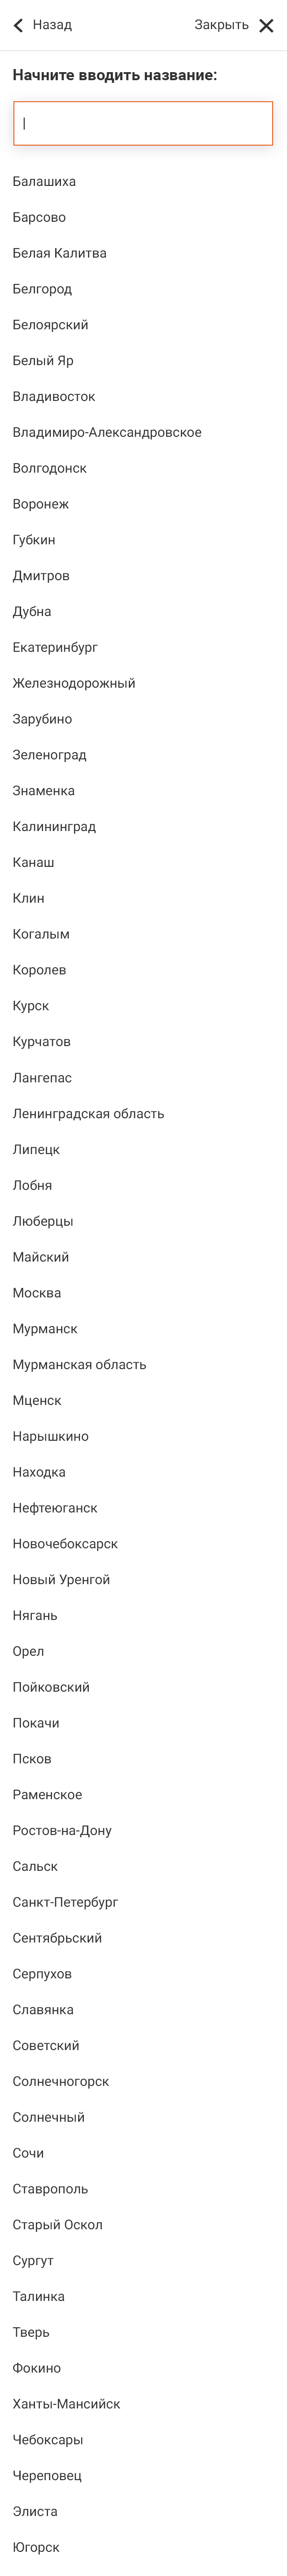 Назад
Закрыть
Начните вводить название:
Балашиха
Барсово
Белая Калитва
Белгород
Белоярский
Белый Яр
Владивосток
Владимиро-Александровское
Волгодонск
Воронеж
Губкин
Дмитров
Дубна
Екатеринбург
Железнодорожный
Зарубино
Зеленоград
Знаменка
Калининград
Канаш
Клин
Когалым
Королев
Курск
Курчатов
Лангепас
Ленинградская область
Липецк
Лобня
Люберцы
Майский
Москва
Мурманск
Мурманская область
Мценск
Нарышкино
Находка
Нефтеюганск
Новочебоксарск
Новый Уренгой
Нягань
Орел
Пойковский
Покачи
Псков
Раменское
Ростов-на-Дону
Сальск
Санкт-Петербург
Сентябрьский
Серпухов
Славянка
Советский
Солнечногорск
Солнечный
Сочи
Ставрополь
Старый Оскол
Сургут
Талинка
Тверь
Фокино
Ханты-Мансийск
Чебоксары
Череповец
Элиста
Югорск